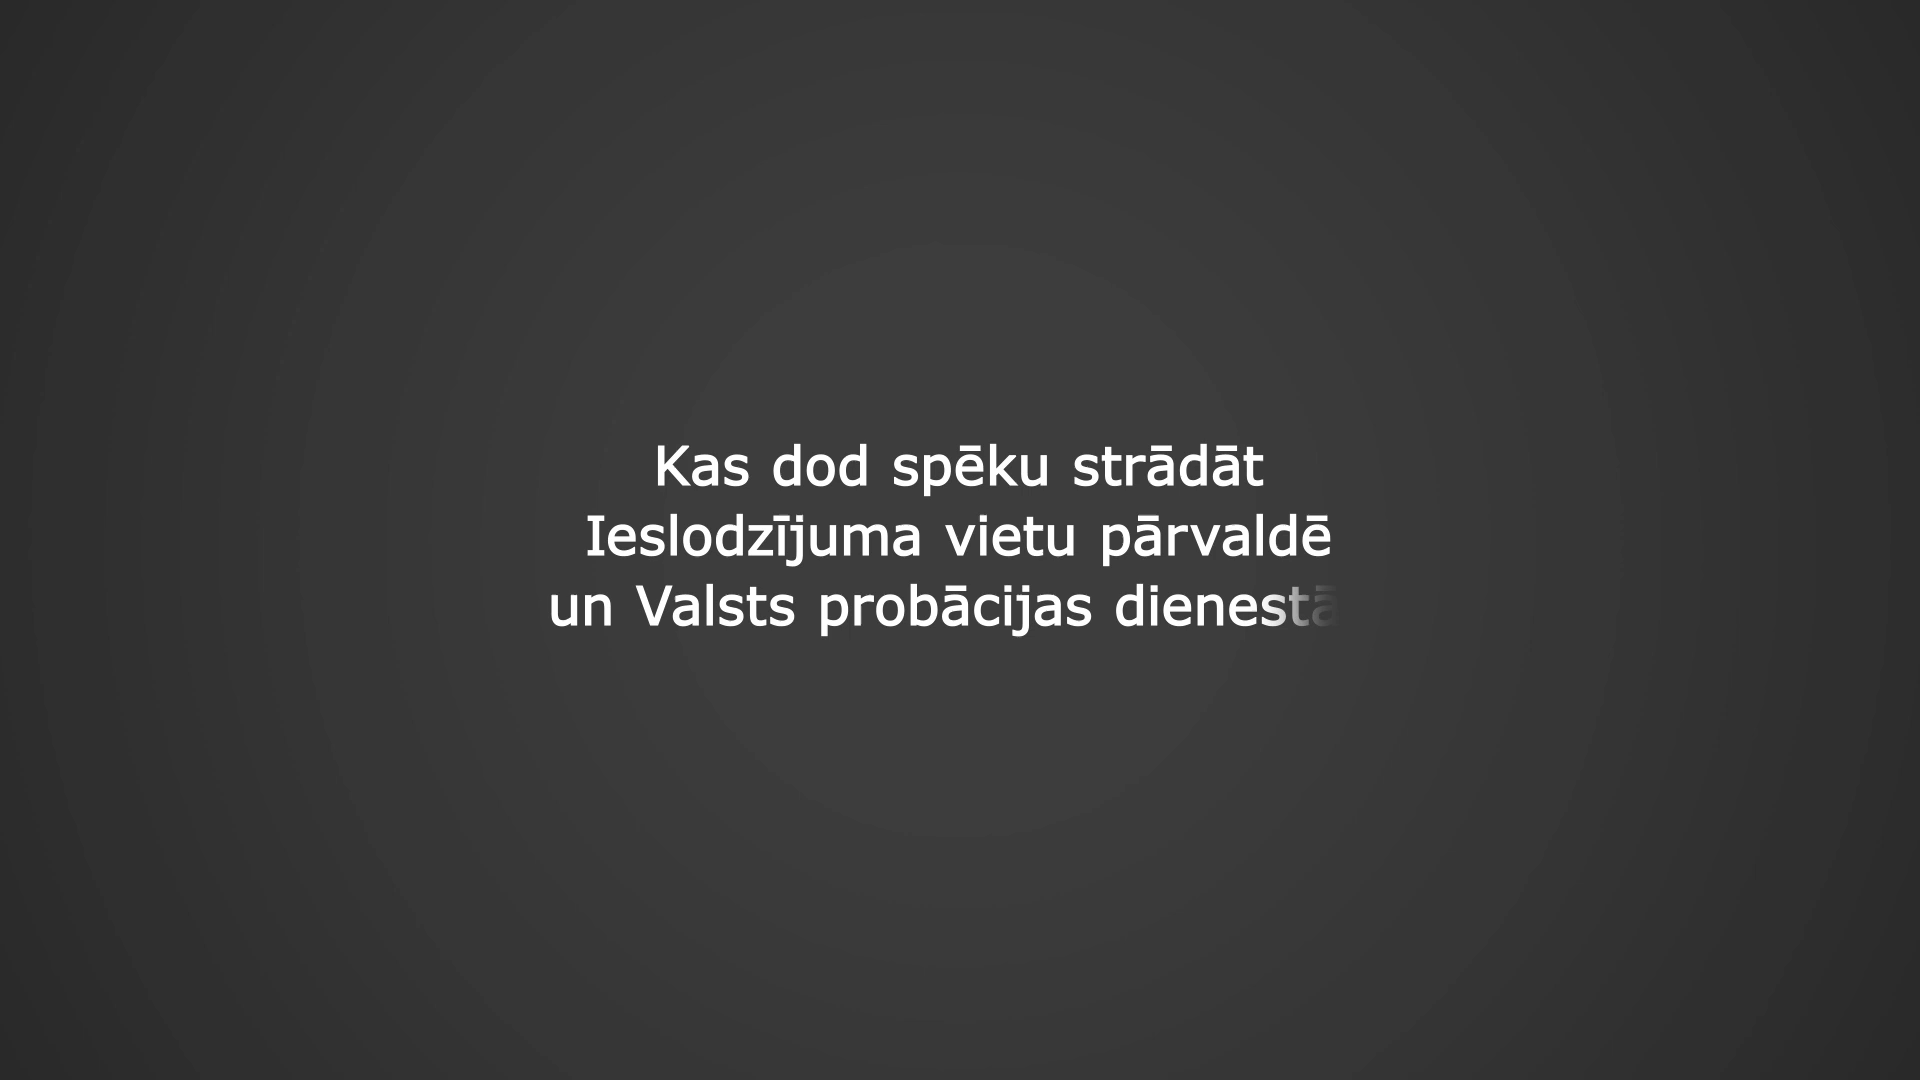 Kas dod spēku strādāt
Ieslodzījuma vietu pārvaldē
un Valsts probācijas dienestā